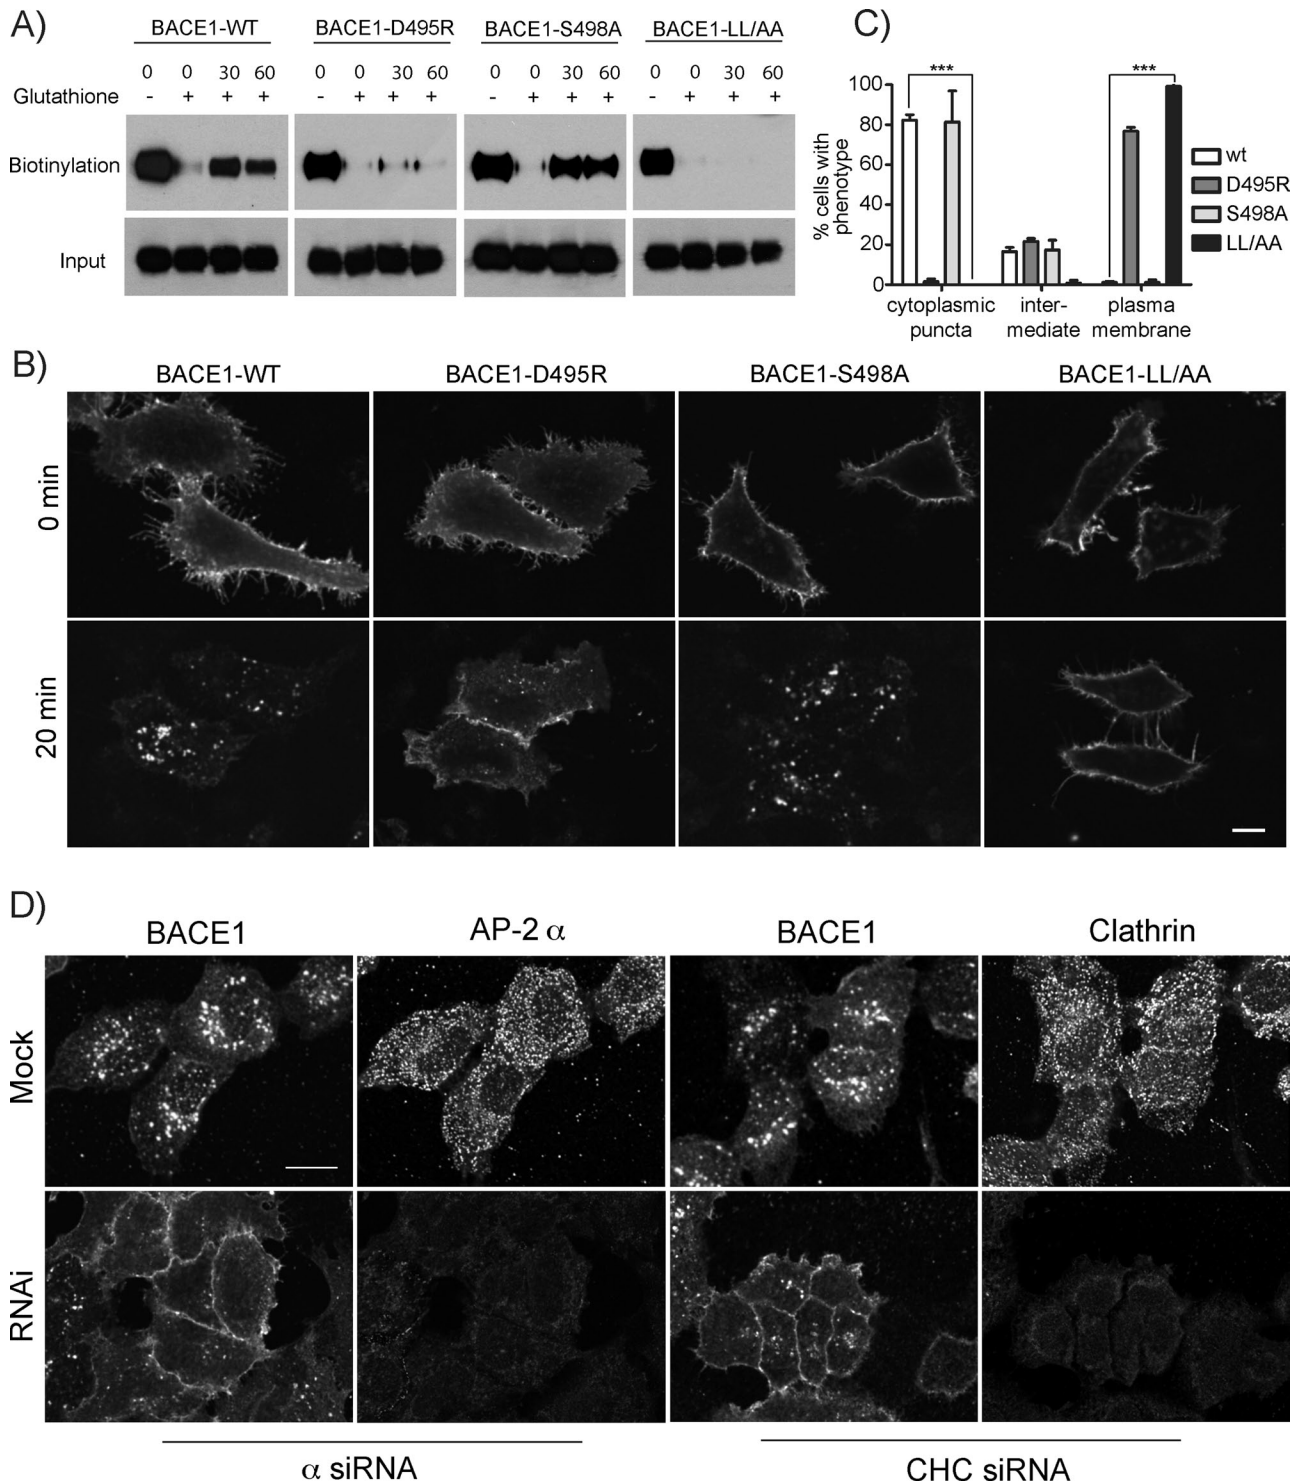 A)
BACE1-WT BACE1-D495R BACE1-S498A BACE1-LL/AA
0 0 30 60 0 0 30 60 0 0 30 60 0 0 30 60
Glutathione - + + + - + + + - + + + - + + +
Biotinylation
Input
C)
*** ***
100
80
60
40
20
0
% cells with
phenotype
cytoplasmic
puncta
inter-
mediate
plasma
membrane
wt
D495R
S498A
LL/AA
B)
BACE1-WT BACE1-D495R BACE1-S498A BACE1-LL/AA
0 min
20 min
D)
BACE1 AP-2 α BACE1 Clathrin
Mock
RNAi
α siRNA CHC siRNA